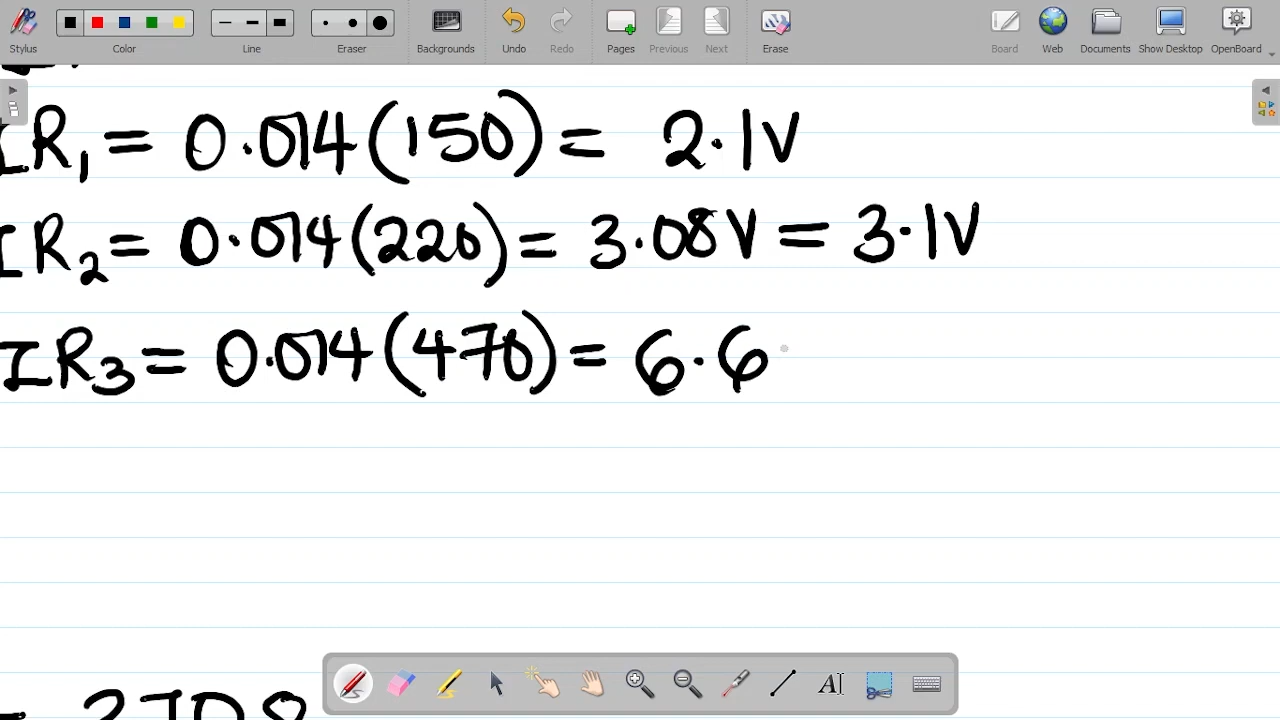 Stylus Color Line Eraser Backgrounds Undo Redo Pages Previous Next Erase Board Web Documents Show Desktop OpenBoard
IR1 = 0.014(150) = 2.1V
IR2 = 0.014(220) = 3.08V = 3.1V
IR3 = 0.014(470) = 6.6